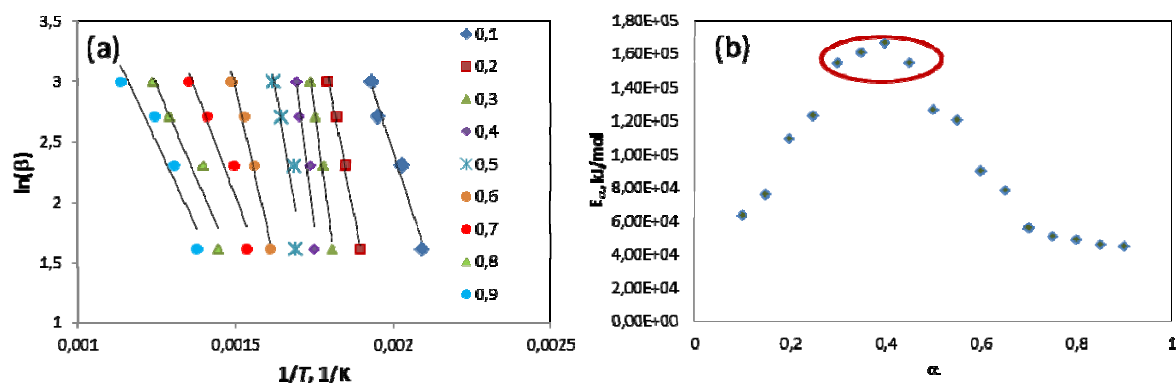 (a)
3,5
3
2,5
2
1,5
1
ln(β)
0,001
0,0015
0,002
0,0025
1/T, 1/K
0,1
0,2
0,3
0,4
0,5
0,6
0,7
0,8
0,9
(b)
1,80E+05
1,60E+05
1,40E+05
1,20E+05
1,00E+05
8,00E+04
6,00E+04
4,00E+04
2,00E+04
0,00E+00
Eα, kJ/mol
0
0,2
0,4
0,6
0,8
1
α